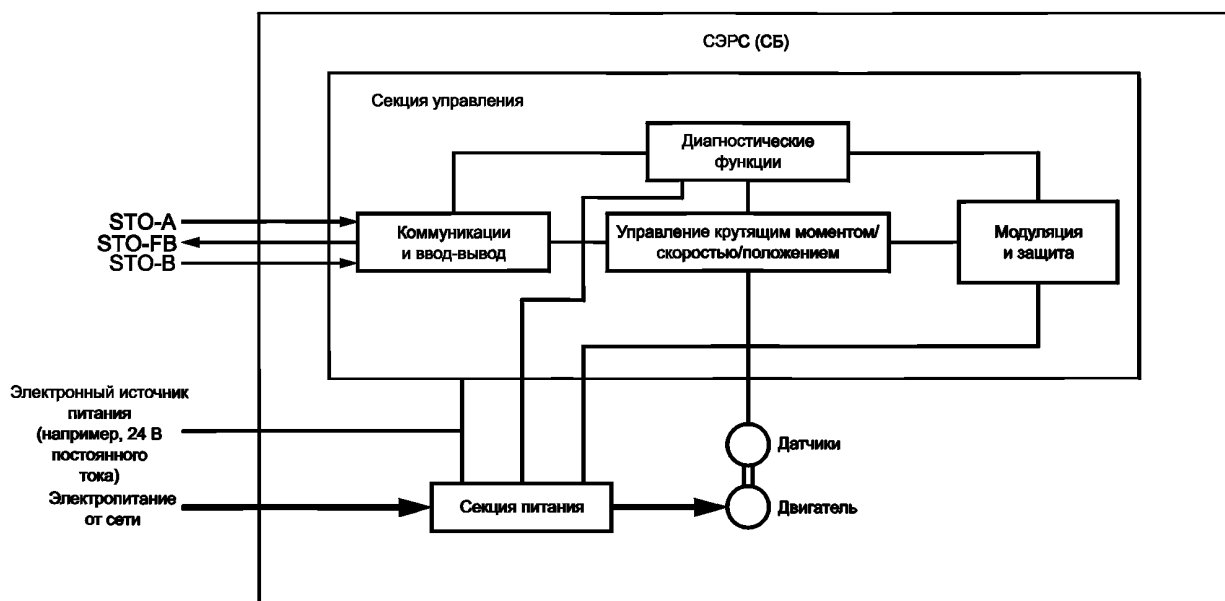 СЭРС (СБ)
Секция управления
Диагностические
функции
STO-A
STO-FB
STO-B
Коммуникации
и ввод-вывод
Управление крутящим моментом/
скоростью/положением
Модуляция
и защита
Электронный источник
питания
(например, 24 В
постоянного
тока)
Датчики
Электропитание
от сети
Секция питания
Двигатель